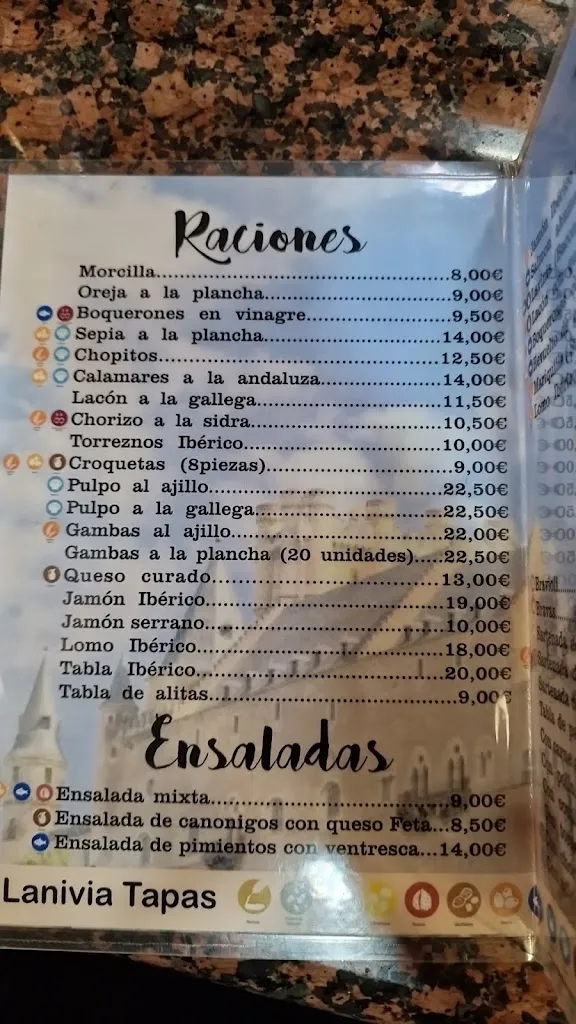 Raciones
Morcilla..........8,00€
Oreja a la plancha..........9,00€
Boquerones en vinagre..........9,50€
Sepia a la plancha..........14,00€
Chopitos..........12,50€
Calamares a la andaluza..........14,00€
Lacón a la gallega..........11,50€
Chorizo a la sidra..........10,50€
Torreznos Ibérico..........10,00€
Croquetas (8piezas)..........9,00€
Pulpo al ajillo..........22,50€
Pulpo a la gallega..........22,50€
Gambas al ajillo..........22,00€
Gambas a la plancha (20 unidades).....22,50€
Queso curado..........13,00€
Jamón Ibérico..........19,00€
Jamón serrano..........10,00€
Lomo Ibérico..........18,00€
Tabla Ibérico..........20,00€
Tabla de alitas..........9,00€
Ensaladas
Ensalada mixta..........9,00€
Ensalada de canonigos con queso Feta...8,50€
Ensalada de pimientos con ventresca...14,00€
Lanivia Tapas